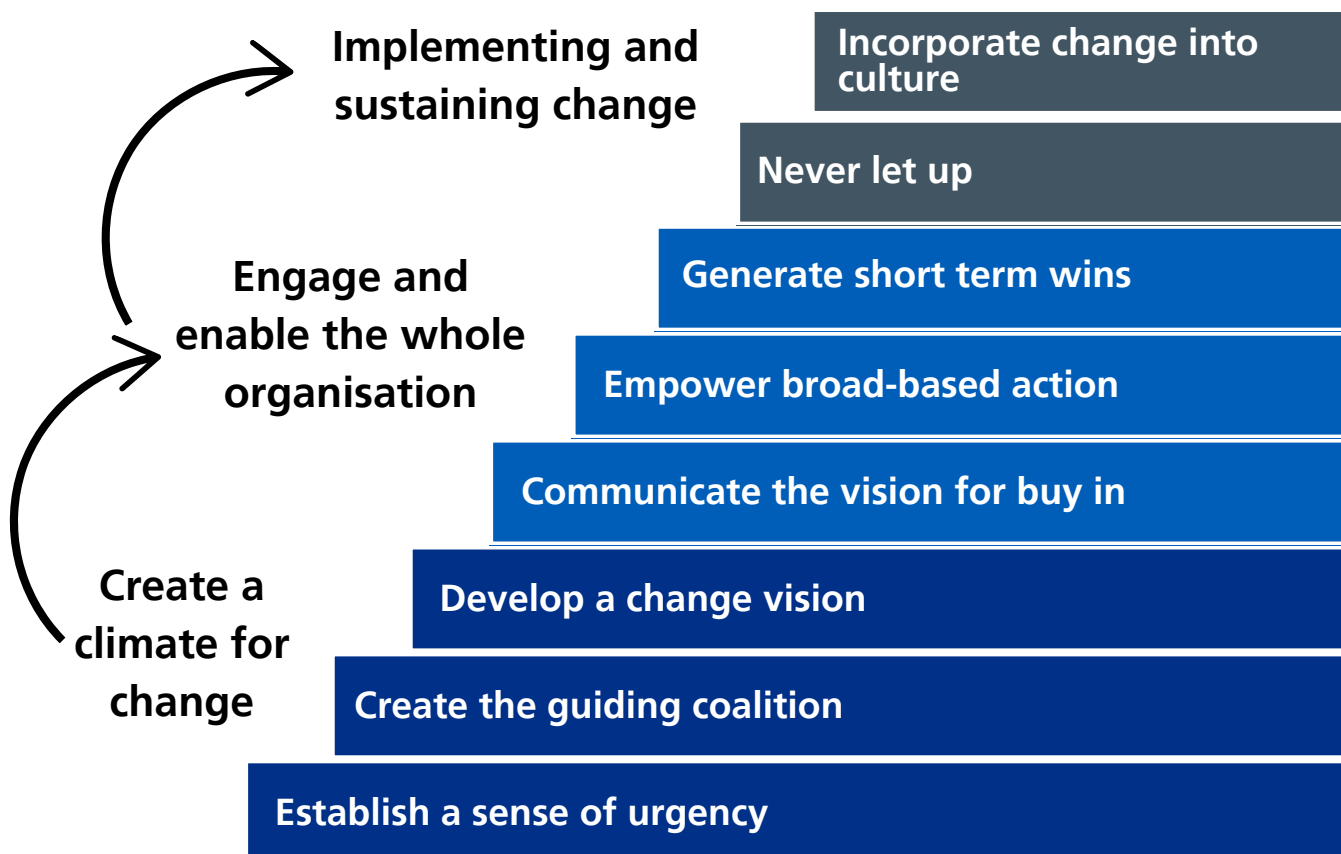 Implementing and
sustaining change
Incorporate change into
culture
Never let up
Engage and
enable the whole
organisation
Generate short term wins
Empower broad-based action
Communicate the vision for buy in
Create a
climate for
change
Develop a change vision
Create the guiding coalition
Establish a sense of urgency